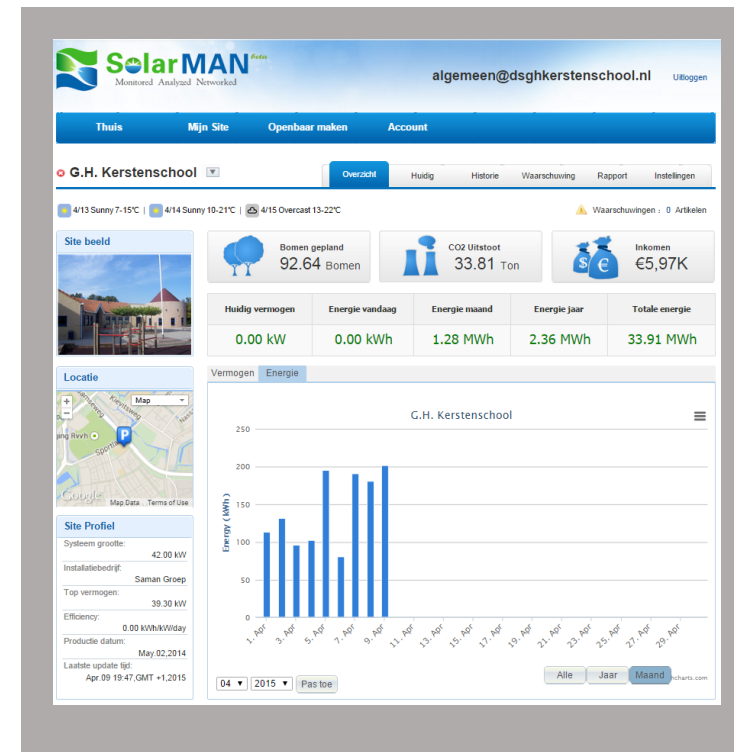 SolarMAN Beta
Monitored Analyzed Networked
algemeen@dsghkerstenschool.nl Uitloggen
Thuis Mijn Site Openbaar maken Account
G.H. Kerstenschool
Overzicht Huidig Historie Waarschuwing Rapport Instellingen
4/13 Sunny 7-15℃ | 4/14 Sunny 10-21℃ | 4/15 Overcast 13-22℃
Waarschuwingen : 0 Artikelen
Site beeld
Bomen gepland
92.64 Bomen
CO2 Uitstoot
33.81 Ton
$ €
Inkomen
€5,97K
Huidig vermogen Energie vandaag Energie maand Energie jaar Totale energie
0.00 kW 0.00 kWh 1.28 MWh 2.36 MWh 33.91 MWh
Locatie
+
−
Map
Kievitsweg
ping Rvvh
P
Google
Map Data Terms of Use
Site Profiel
Systeem grootte:
42.00 kW
Installatiebedrijf:
Saman Groep
Top vermogen:
39.30 kW
Efficiency:
0.00 kWh/kW/day
Productie datum:
May.02,2014
Laatste update tijd:
Apr.09 19:47,GMT +1,2015
Vermogen Energie
G.H. Kerstenschool
Energy (kWh)
250
200
150
100
50
0
1. Apr 3. Apr 5. Apr 7. Apr 9. Apr 11. Apr 13. Apr 15. Apr 17. Apr 19. Apr 21. Apr 23. Apr 25. Apr 27. Apr 29. Apr
04 2015 Pas toe
Alle Jaar Maand hcharts.com